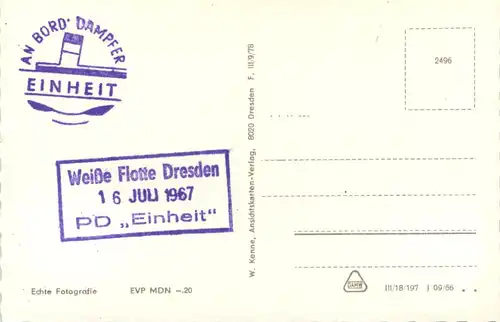 AN BORD' DAMPFER
EINHEIT
Weiße Flotte Dresden
16 JULI 1967
PD „Einheit"
Echte Fotografie
EVP MDN –.20
W. Kenne, Ansichtskarten-Verlag, 8020 Dresden F. III/9/78
2496
III/18/197 J 09/66